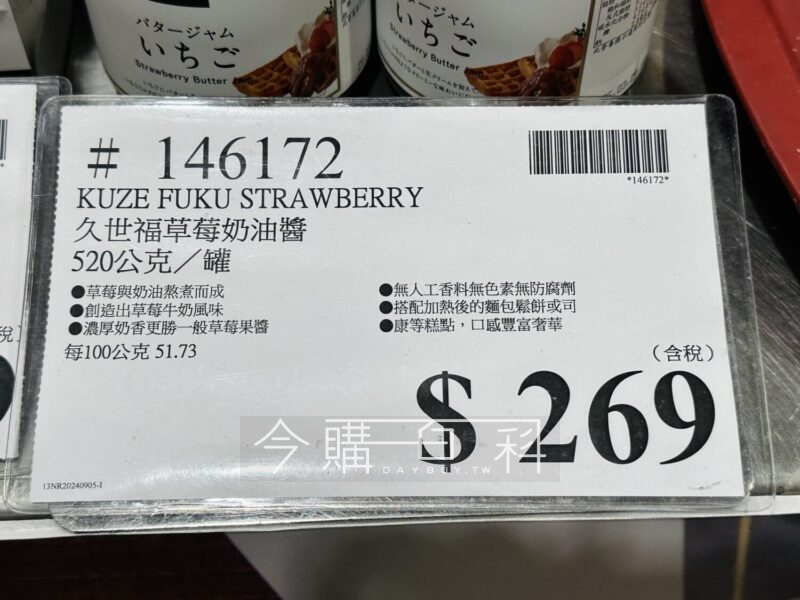 バタージャム
いちご
Strawberry Butter Jam
バタージャム
いちご
Strawberry Butter Jam
# 146172
*146172*
KUZE FUKU STRAWBERRY
久世福草莓奶油醬
520公克／罐
●草莓與奶油熬煮而成
●創造出草莓牛奶風味
●濃厚奶香更勝一般草莓果醬
●無人工香料無色素無防腐劑
●搭配加熱後的麵包鬆餅或司
●康等糕點，口感豐富奢華
每100公克 51.73
（含稅）
$ 269
今購百科
DAYBUY.TW
13NR20240905-I
稅）